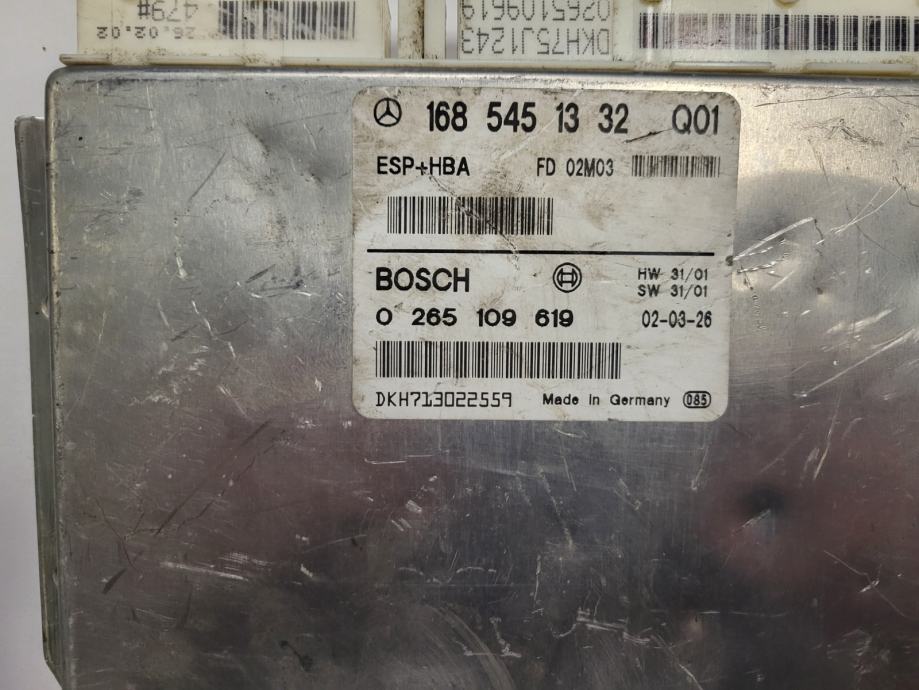 479#
26.02.02
0265109619
DKH75J1243
168 545 13 32 Q01
ESP+HBA FD 02M03
BOSCH HW 31/01
SW 31/01
0 265 109 619 02-03-26
DKH713022559 Made in Germany 085